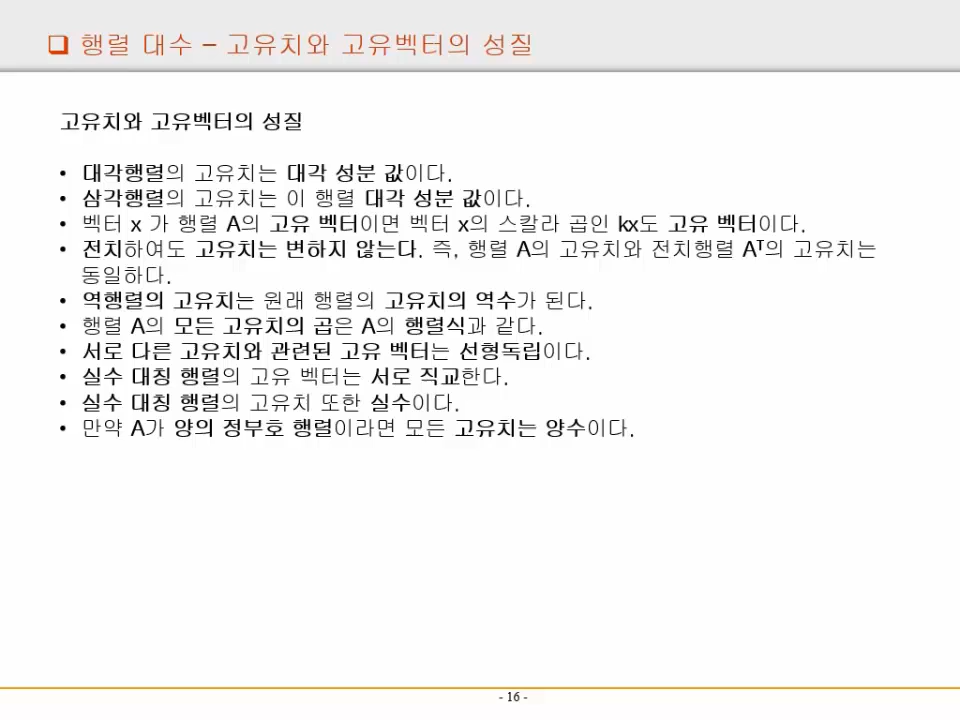 ❑ 행렬 대수 – 고유치와 고유벡터의 성질
고유치와 고유벡터의 성질
• 대각행렬의 고유치는 대각 성분 값이다.
• 삼각행렬의 고유치는 이 행렬 대각 성분 값이다.
• 벡터 x 가 행렬 A의 고유 벡터이면 벡터 x의 스칼라 곱인 kx도 고유 벡터이다.
• 전치하여도 고유치는 변하지 않는다. 즉, 행렬 A의 고유치와 전치행렬 Aᵀ의 고유치는
동일하다.
• 역행렬의 고유치는 원래 행렬의 고유치의 역수가 된다.
• 행렬 A의 모든 고유치의 곱은 A의 행렬식과 같다.
• 서로 다른 고유치와 관련된 고유 벡터는 선형독립이다.
• 실수 대칭 행렬의 고유 벡터는 서로 직교한다.
• 실수 대칭 행렬의 고유치 또한 실수이다.
• 만약 A가 양의 정부호 행렬이라면 모든 고유치는 양수이다.
- 16 -